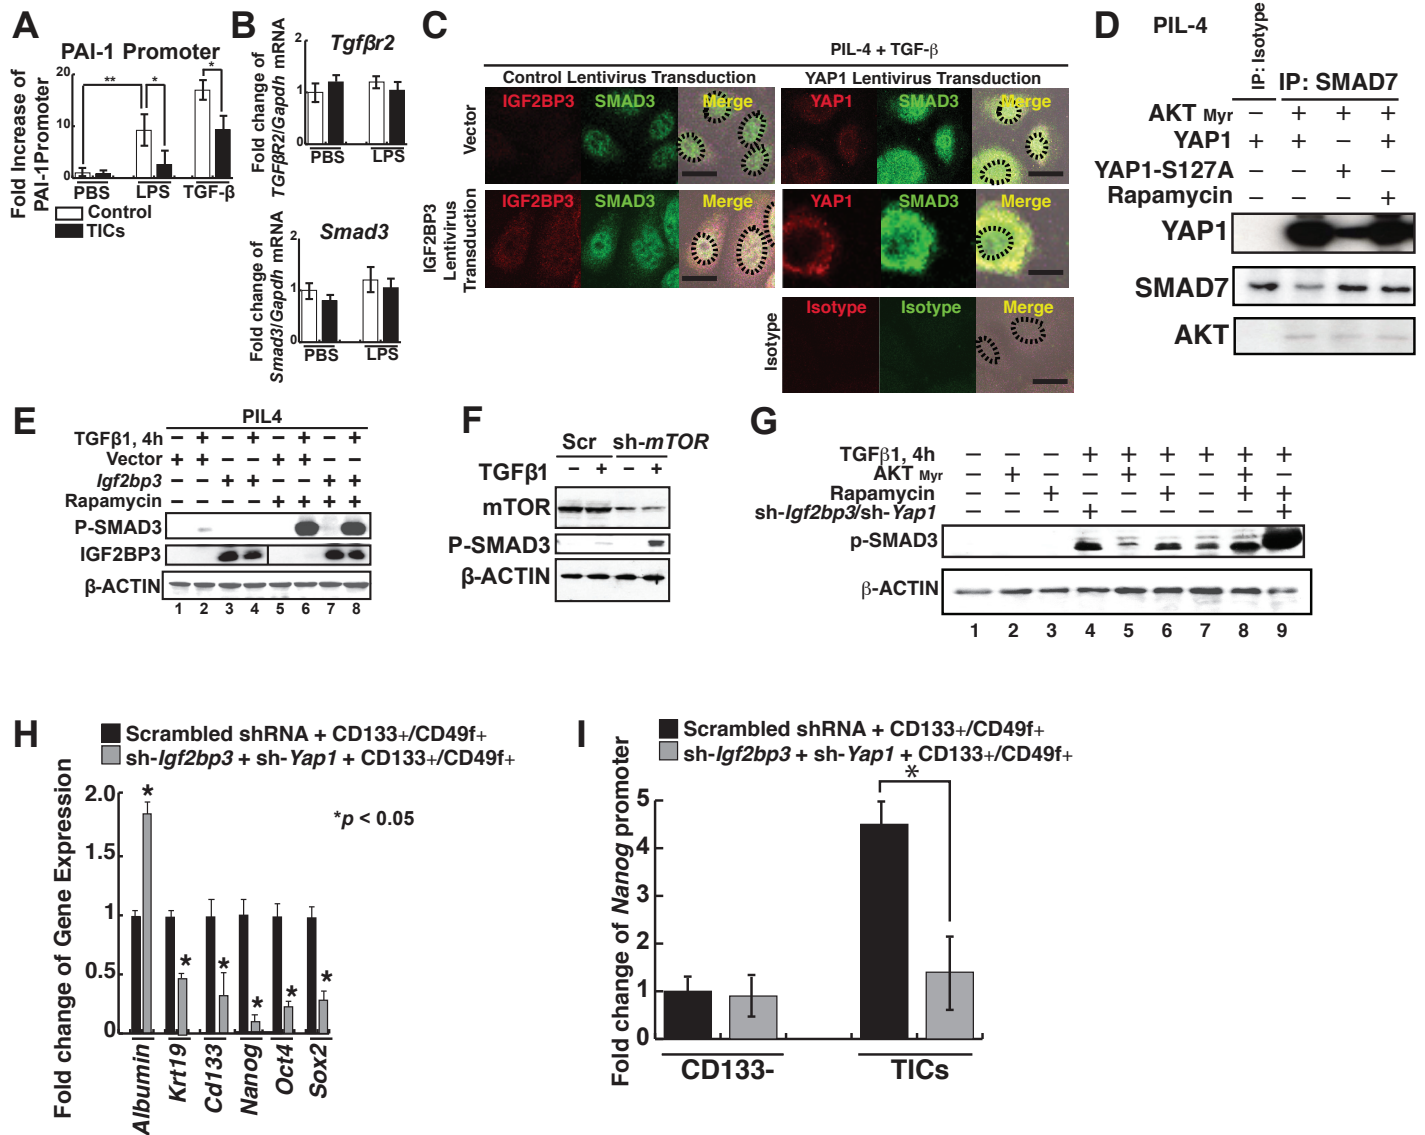 A
PAI-1 Promoter
Fold Increase of
PAI-1Promoter
20
10
0
** * *
PBS LPS TGF-β
Control
TICs
B
Tgfβr2
Fold change of
TGFβR2/Gapdh mRNA
2
1
0
PBS LPS
Smad3
Fold change of
Smad3/Gapdh mRNA
2
1
0
PBS LPS
C
PIL-4 + TGF-β
Control Lentivirus Transduction YAP1 Lentivirus Transduction
Vector
IGF2BP3 SMAD3 Merge YAP1 SMAD3 Merge
IGF2BP3
Lentivirus
Transduction
IGF2BP3 SMAD3 Merge YAP1 SMAD3 Merge
Isotype
Isotype Isotype Merge
D
PIL-4
IP: Isotype
IP: SMAD7
AKT Myr − + + +
YAP1 + + − +
YAP1-S127A − − + −
Rapamycin − − − +
YAP1
SMAD7
AKT
E
PIL4
TGFβ1, 4h − + − + − + − +
Vector + + − − + + − −
Igf2bp3 − − + + − − + +
Rapamycin − − − − + + + +
P-SMAD3
IGF2BP3
β-ACTIN
1 2 3 4 5 6 7 8
F
Scr sh-mTOR
TGFβ1 − + − +
mTOR
P-SMAD3
β-ACTIN
G
TGFβ1, 4h − − − + + + + + +
AKT Myr − + − − + − − + −
Rapamycin − − + − − + − + +
sh-Igf2bp3/sh-Yap1 − − − + − − − − +
p-SMAD3
β-ACTIN
1 2 3 4 5 6 7 8 9
H
Scrambled shRNA + CD133+/CD49f+
sh-Igf2bp3 + sh-Yap1 + CD133+/CD49f+
Fold change of Gene Expression
2.0
1.5
1
0.5
0
*p < 0.05
* * * * * *
Albumin Krt19 Cd133 Nanog Oct4 Sox2
I
Scrambled shRNA + CD133+/CD49f+
sh-Igf2bp3 + sh-Yap1 + CD133+/CD49f+
Fold change of Nanog promoter
5
4
3
2
1
0
*
CD133- TICs